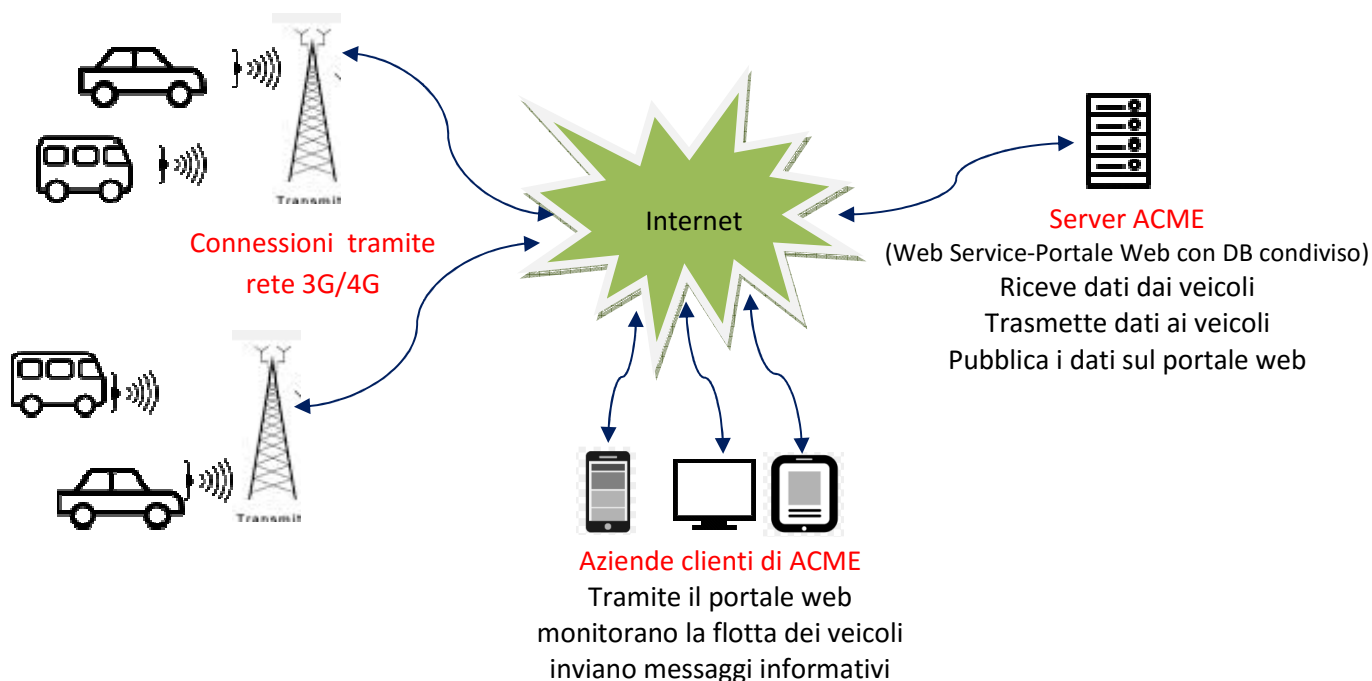 Transmit
Connessioni tramite
rete 3G/4G
Transmit
Internet
Server ACME
(Web Service-Portale Web con DB condiviso)
Riceve dati dai veicoli
Trasmette dati ai veicoli
Pubblica i dati sul portale web
Aziende clienti di ACME
Tramite il portale web
monitorano la flotta dei veicoli
inviano messaggi informativi